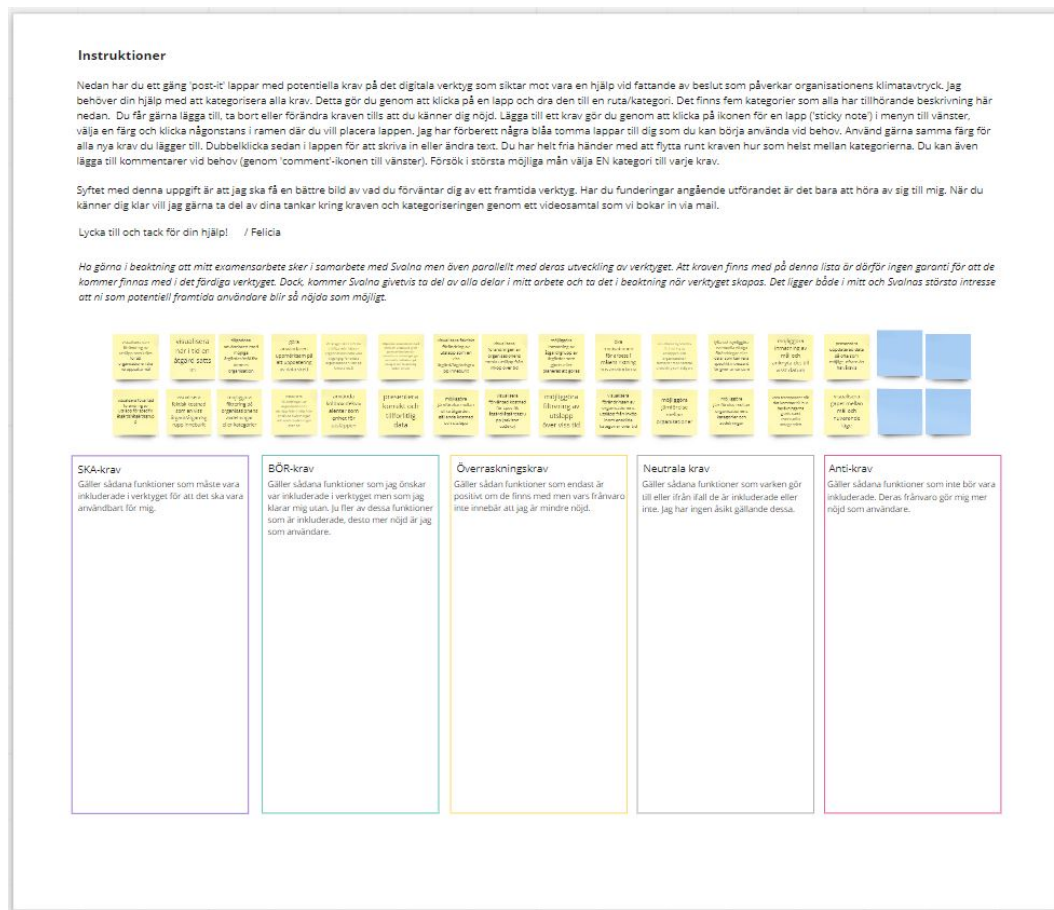 Instruktioner
Nedan har du ett gäng 'post-it' lappar med potentiella krav på det digitala verktyg som siktar mot vara en hjälp vid fattande av beslut som påverkar organisationens klimatavtryck. Jag
behöver din hjälp med att kategorisera alla krav. Detta gör du genom att klicka på en lapp och dra den till en ruta/kategori. Det finns fem kategorier som alla har tillhörande beskrivning här
nedan. Du får gärna lägga till, ta bort eller förändra kraven tills att du känner dig nöjd. Lägga till ett krav gör du genom att klicka på ikonen för en lapp ('sticky note') i menyn till vänster,
välja en färg och klicka någonstans i ramen där du vill placera lappen. Jag har förberett några blåa tomma lappar till dig som du kan börja använda vid behov. Använd gärna samma färg för
alla nya krav du lägger till. Dubbelklicka sedan i lappen för att skriva in eller ändra text. Du har helt fria händer med att flytta runt kraven hur som helst mellan kategorierna. Du kan även
lägga till kommentarer vid behov (genom 'comment'-ikonen till vänster). Försök i största möjliga mån välja EN kategori till varje krav.
Syftet med denna uppgift är att jag ska få en bättre bild av vad du förväntar dig av ett framtida verktyg. Har du funderingar angående utförandet är det bara att höra av sig till mig. När du
känner dig klar vill jag gärna ta del av dina tankar kring kraven och kategoriseringen genom ett videosamtal som vi bokar in via mail.
Lycka till och tack för din hjälp! / Felicia
Ha gärna i beaktning att mitt examensarbete sker i samarbete med Svalna men även parallellt med deras utveckling av verktyget. Att kraven finns med på denna lista är därför ingen garanti för att de
kommer finnas med i det färdiga verktyget. Dock, kommer Svalna givetvis ta del av alla delar i mitt arbete och ta det i beaktning när verktyget skapas. Det ligger både i mitt och Svalnas största intresse
att ni som potentiell framtida användare blir så nöjda som möjligt.
visualisera
när i tid en
åtgärd satts
in
presentera
korrekt och
tillförlitlig
data
möjliggöra
filtrering av
utsläpp
över viss tid
möjliggöra
jämförelse
mellan
organisationer
SKA-krav
Gäller sådana funktioner som måste vara
inkluderade i verktyget för att det ska vara
användbart för mig.
BÖR-krav
Gäller sådana funktioner som jag önskar
var inkluderade i verktyget men som jag
klarar mig utan. Ju fler av dessa funktioner
som är inkluderade, desto mer nöjd är jag
som användare.
Överraskningskrav
Gäller sådan funktioner som endast är
positivt om de finns med men vars frånvaro
inte innebär att jag är mindre nöjd.
Neutrala krav
Gäller sådana funktioner som varken gör
till eller ifrån ifall de är inkluderade eller
inte. Jag har ingen åsikt gällande dessa.
Anti-krav
Gäller sådana funktioner som inte bör vara
inkluderade. Deras frånvaro gör mig mer
nöjd som användare.